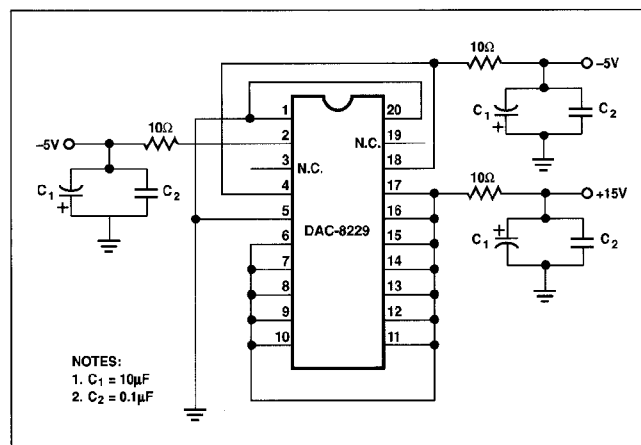 10Ω
–5V
C1
+
C2
1
20
10Ω
2
N.C.
19
–5V
3
N.C.
18
10Ω
4
17
+15V
C1
+
C2
5
DAC-8229
16
+
C1
C2
6
15
7
14
8
13
9
12
10
11
NOTES:
1. C1 = 10μF
2. C2 = 0.1μF